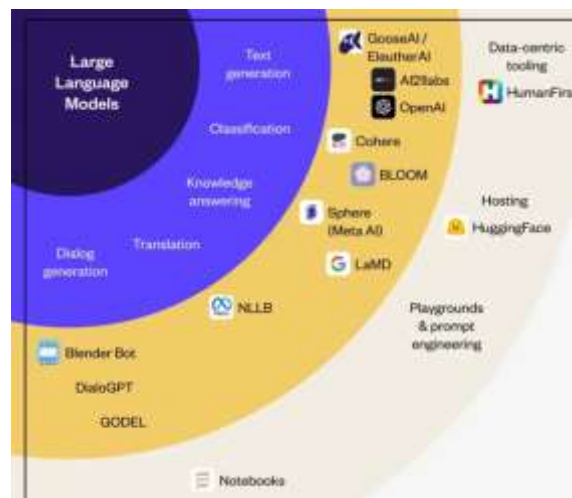 Large
Language
Models
Text
generation
Classification
Knowledge
answering
Translation
Dialog
generation
GooseAI /
EleutherAI
AI21labs
OpenAI
Cohere
BLOOM
Sphere
(Meta AI)
LaMD
NLLB
Blender Bot
DialoGPT
GODEL
Data-centric
tooling
HumanFirs
Hosting
HuggingFace
Playgrounds
& prompt
engineering
Notebooks